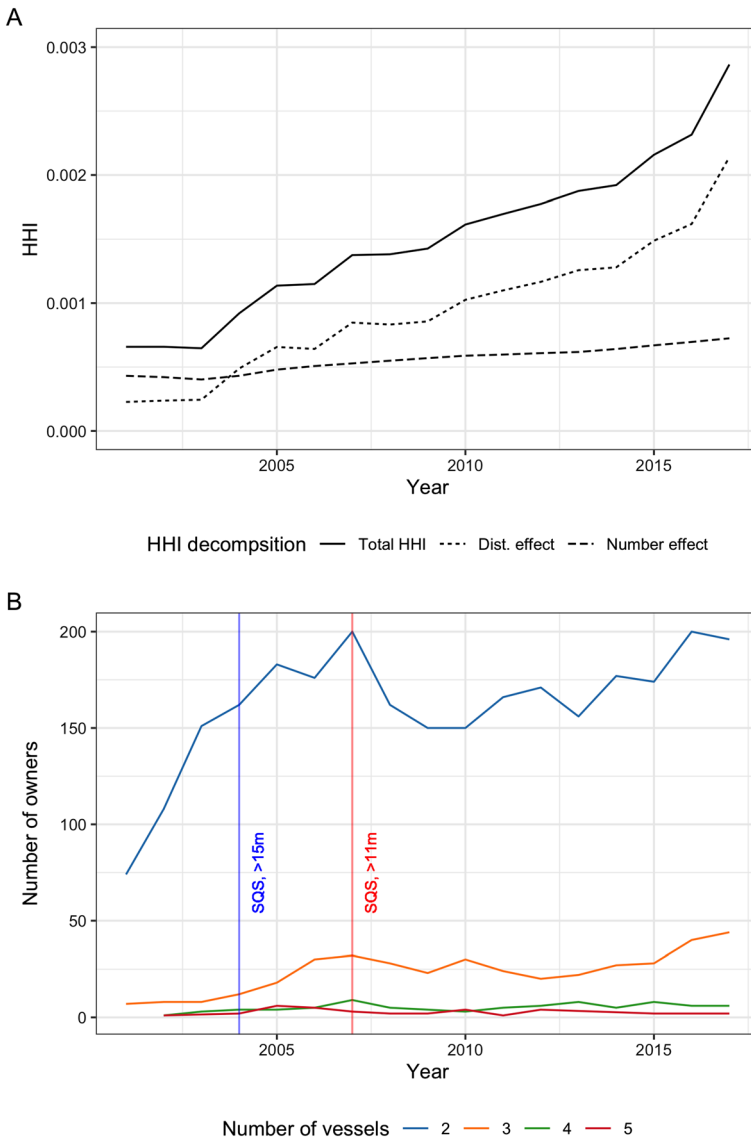 A
0.003
0.002
0.001
0.000
HHI
2005 2010 2015
Year
HHI decompsition Total HHI Dist. effect Number effect
B
200
150
100
50
0
Number of owners
SQS, >15m
SQS, >11m
2005 2010 2015
Year
Number of vessels 2 3 4 5